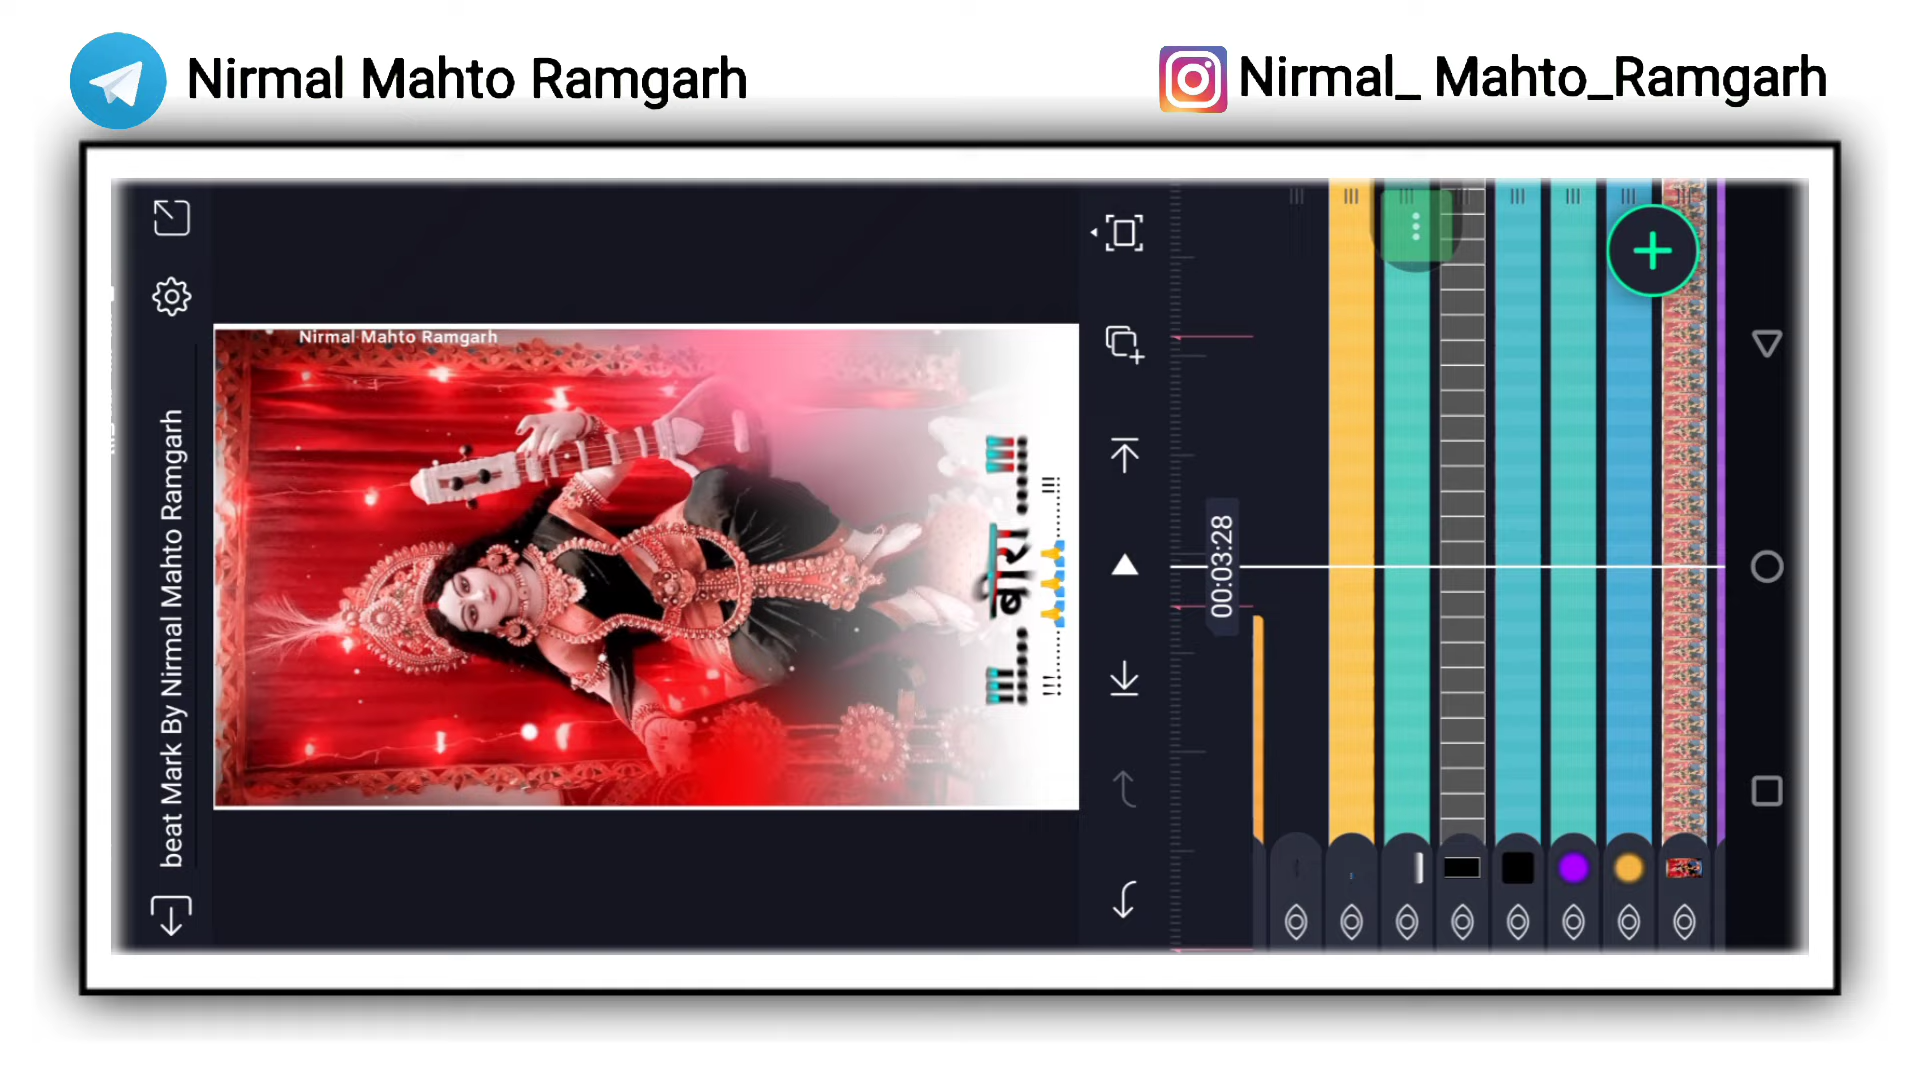 Nirmal Mahto Ramgarh
Nirmal_ Mahto_Ramgarh
beat Mark By Nirmal Mahto Ramgarh
Nirmal Mahto Ramgarh
00:03:28